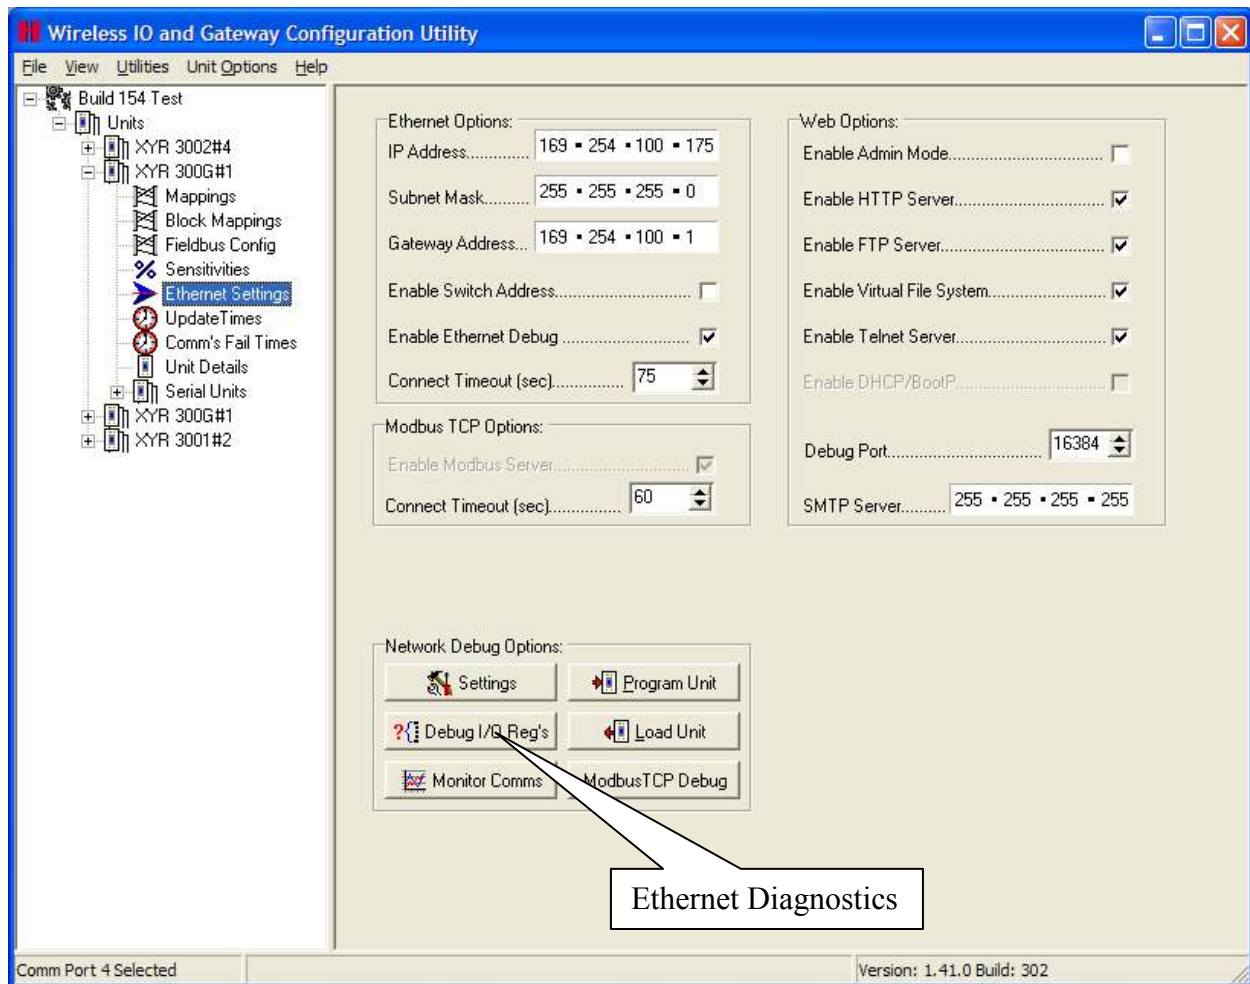 Wireless IO and Gateway Configuration Utility
File View Utilities Unit Options Help
Build 154 Test
Units
XYR 3002#4
XYR 300G#1
Mappings
Block Mappings
Fieldbus Config
Sensitivities
Ethernet Settings
UpdateTimes
Comm's Fail Times
Unit Details
Serial Units
XYR 300G#1
XYR 3001#2
Ethernet Options:
IP Address.............. 169 ▪ 254 ▪ 100 ▪ 175
Subnet Mask.......... 255 ▪ 255 ▪ 255 ▪ 0
Gateway Address... 169 ▪ 254 ▪ 100 ▪ 1
Enable Switch Address..............................
Enable Ethernet Debug ............................
Connect Timeout (sec)................ 75
Modbus TCP Options:
Enable Modbus Server..............................
Connect Timeout (sec)................ 60
Web Options:
Enable Admin Mode..................................
Enable HTTP Server.................................
Enable FTP Server....................................
Enable Virtual File System..........................
Enable Telnet Server.................................
Enable DHCP/BootP.................................
Debug Port.................................. 16384
SMTP Server.......... 255 ▪ 255 ▪ 255 ▪ 255
Network Debug Options:
Settings
Program Unit
Debug I/O Reg's
Load Unit
Monitor Comms
ModbusTCP Debug
Ethernet Diagnostics
Comm Port 4 Selected
Version: 1.41.0 Build: 302